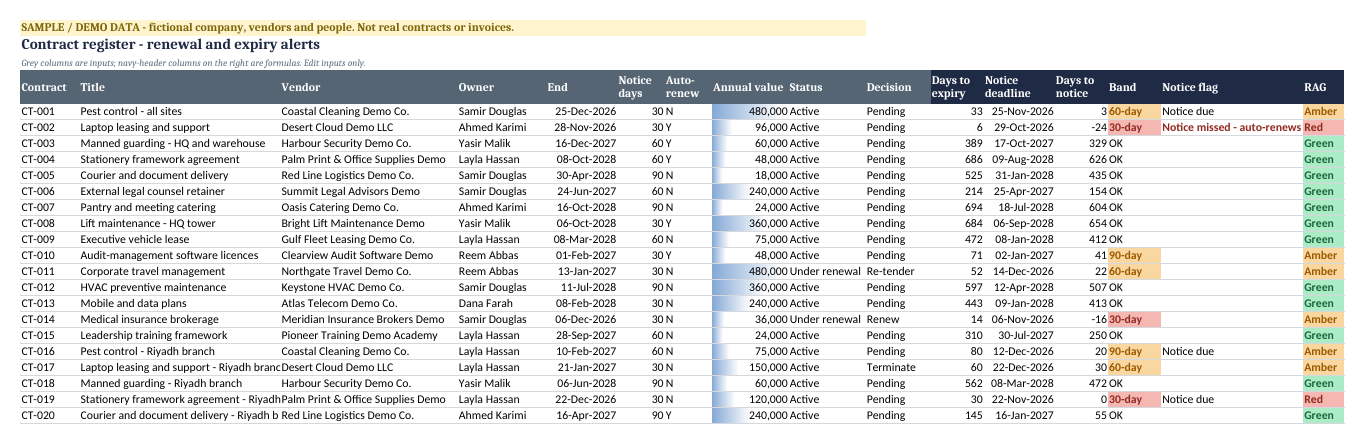 SAMPLE / DEMO DATA - fictional company, vendors and people. Not real contracts or invoices.
Contract register - renewal and expiry alerts
Grey columns are inputs; navy-header columns on the right are formulas. Edit inputs only.
Contract Title Vendor Owner End Notice days Auto-renew Annual value Status Decision Days to expiry Notice deadline Days to notice Band Notice flag RAG
CT-001 Pest control - all sites Coastal Cleaning Demo Co. Samir Douglas 25-Dec-2026 30 N 480,000 Active Pending 33 25-Nov-2026 3 60-day Notice due Amber
CT-002 Laptop leasing and support Desert Cloud Demo LLC Ahmed Karimi 28-Nov-2026 30 Y 96,000 Active Pending 6 29-Oct-2026 -24 30-day Notice missed - auto-renews Red
CT-003 Manned guarding - HQ and warehouse Harbour Security Demo Co. Yasir Malik 16-Dec-2027 60 Y 60,000 Active Pending 389 17-Oct-2027 329 OK Green
CT-004 Stationery framework agreement Palm Print & Office Supplies Demo Layla Hassan 08-Oct-2028 60 Y 48,000 Active Pending 686 09-Aug-2028 626 OK Green
CT-005 Courier and document delivery Red Line Logistics Demo Co. Samir Douglas 30-Apr-2028 90 N 18,000 Active Pending 525 31-Jan-2028 435 OK Green
CT-006 External legal counsel retainer Summit Legal Advisors Demo Samir Douglas 24-Jun-2027 60 N 240,000 Active Pending 214 25-Apr-2027 154 OK Green
CT-007 Pantry and meeting catering Oasis Catering Demo Co. Ahmed Karimi 16-Oct-2028 90 N 24,000 Active Pending 694 18-Jul-2028 604 OK Green
CT-008 Lift maintenance - HQ tower Bright Lift Maintenance Demo Yasir Malik 06-Oct-2028 30 Y 360,000 Active Pending 684 06-Sep-2028 654 OK Green
CT-009 Executive vehicle lease Gulf Fleet Leasing Demo Co. Layla Hassan 08-Mar-2028 60 N 75,000 Active Pending 472 08-Jan-2028 412 OK Green
CT-010 Audit-management software licences Clearview Audit Software Demo Reem Abbas 01-Feb-2027 30 Y 48,000 Active Pending 71 02-Jan-2027 41 90-day Amber
CT-011 Corporate travel management Northgate Travel Demo Co. Reem Abbas 13-Jan-2027 30 N 480,000 Under renewal Re-tender 52 14-Dec-2026 22 60-day Amber
CT-012 HVAC preventive maintenance Keystone HVAC Demo Co. Samir Douglas 11-Jul-2028 90 N 360,000 Active Pending 597 12-Apr-2028 507 OK Green
CT-013 Mobile and data plans Atlas Telecom Demo Co. Dana Farah 08-Feb-2028 30 N 240,000 Active Pending 443 09-Jan-2028 413 OK Green
CT-014 Medical insurance brokerage Meridian Insurance Brokers Demo Samir Douglas 06-Dec-2026 30 N 36,000 Under renewal Renew 14 06-Nov-2026 -16 30-day Amber
CT-015 Leadership training framework Pioneer Training Demo Academy Layla Hassan 28-Sep-2027 60 N 24,000 Active Pending 310 30-Jul-2027 250 OK Green
CT-016 Pest control - Riyadh branch Coastal Cleaning Demo Co. Layla Hassan 10-Feb-2027 60 N 75,000 Active Pending 80 12-Dec-2026 20 90-day Notice due Amber
CT-017 Laptop leasing and support - Riyadh branc Desert Cloud Demo LLC Layla Hassan 21-Jan-2027 30 N 150,000 Active Terminate 60 22-Dec-2026 30 60-day Amber
CT-018 Manned guarding - Riyadh branch Harbour Security Demo Co. Yasir Malik 06-Jun-2028 90 N 60,000 Active Pending 562 08-Mar-2028 472 OK Green
CT-019 Stationery framework agreement - Riyadh Palm Print & Office Supplies Demo Layla Hassan 22-Dec-2026 30 N 120,000 Active Pending 30 22-Nov-2026 0 30-day Notice due Red
CT-020 Courier and document delivery - Riyadh b Red Line Logistics Demo Co. Ahmed Karimi 16-Apr-2027 90 Y 240,000 Active Pending 145 16-Jan-2027 55 OK Green